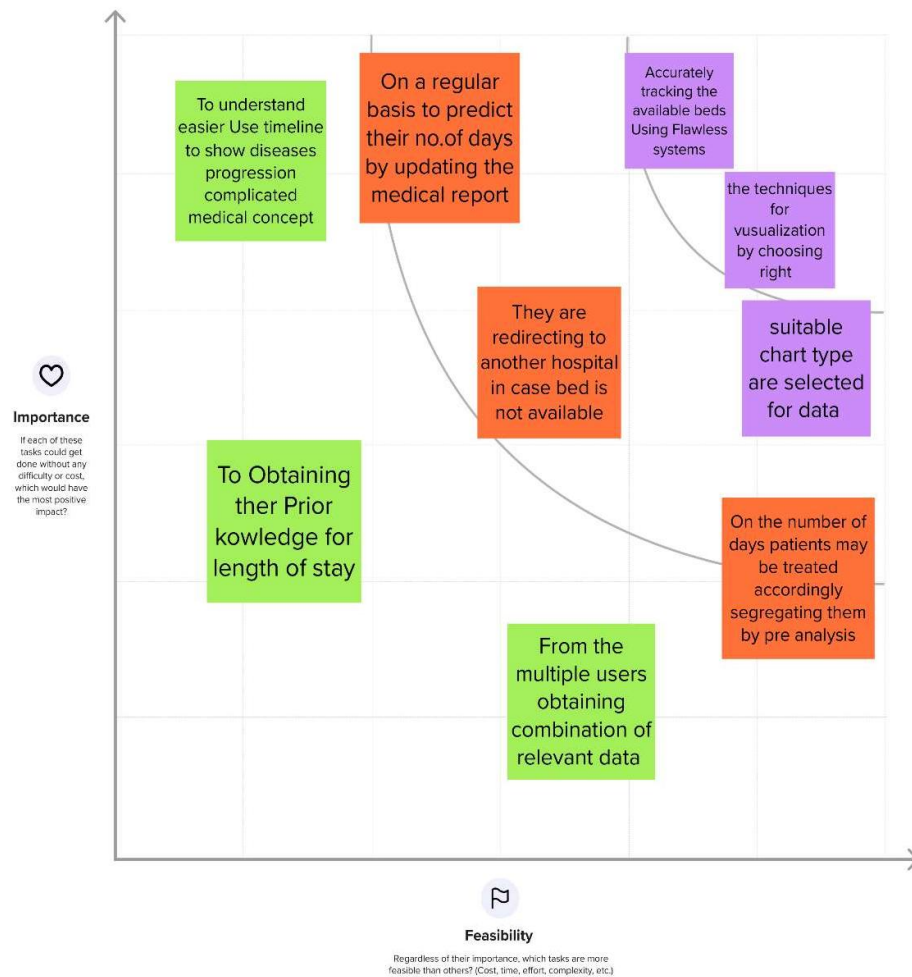 To understand
easier Use timeline
to show diseases
progression
complicated
medical concept
On a regular
basis to predict
their no.of days
by updating the
medical report
Accurately
tracking the
available beds
Using Flawless
systems
the techniques
for
vusualization
by choosing
right
They are
redirecting to
another hospital
in case bed is
not available
suitable
chart type
are selected
for data
Importance
If each of these
tasks could get
done without any
difficulty or cost,
which would have
the most positive
impact?
To Obtaining
ther Prior
kowledge for
length of stay
On the number of
days patients may
be treated
accordingly
segregating them
by pre analysis
From the
multiple users
obtaining
combination of
relevant data
Feasibility
Regardless of their importance, which tasks are more
feasible than others? (Cost, time, effort, complexity, etc.)